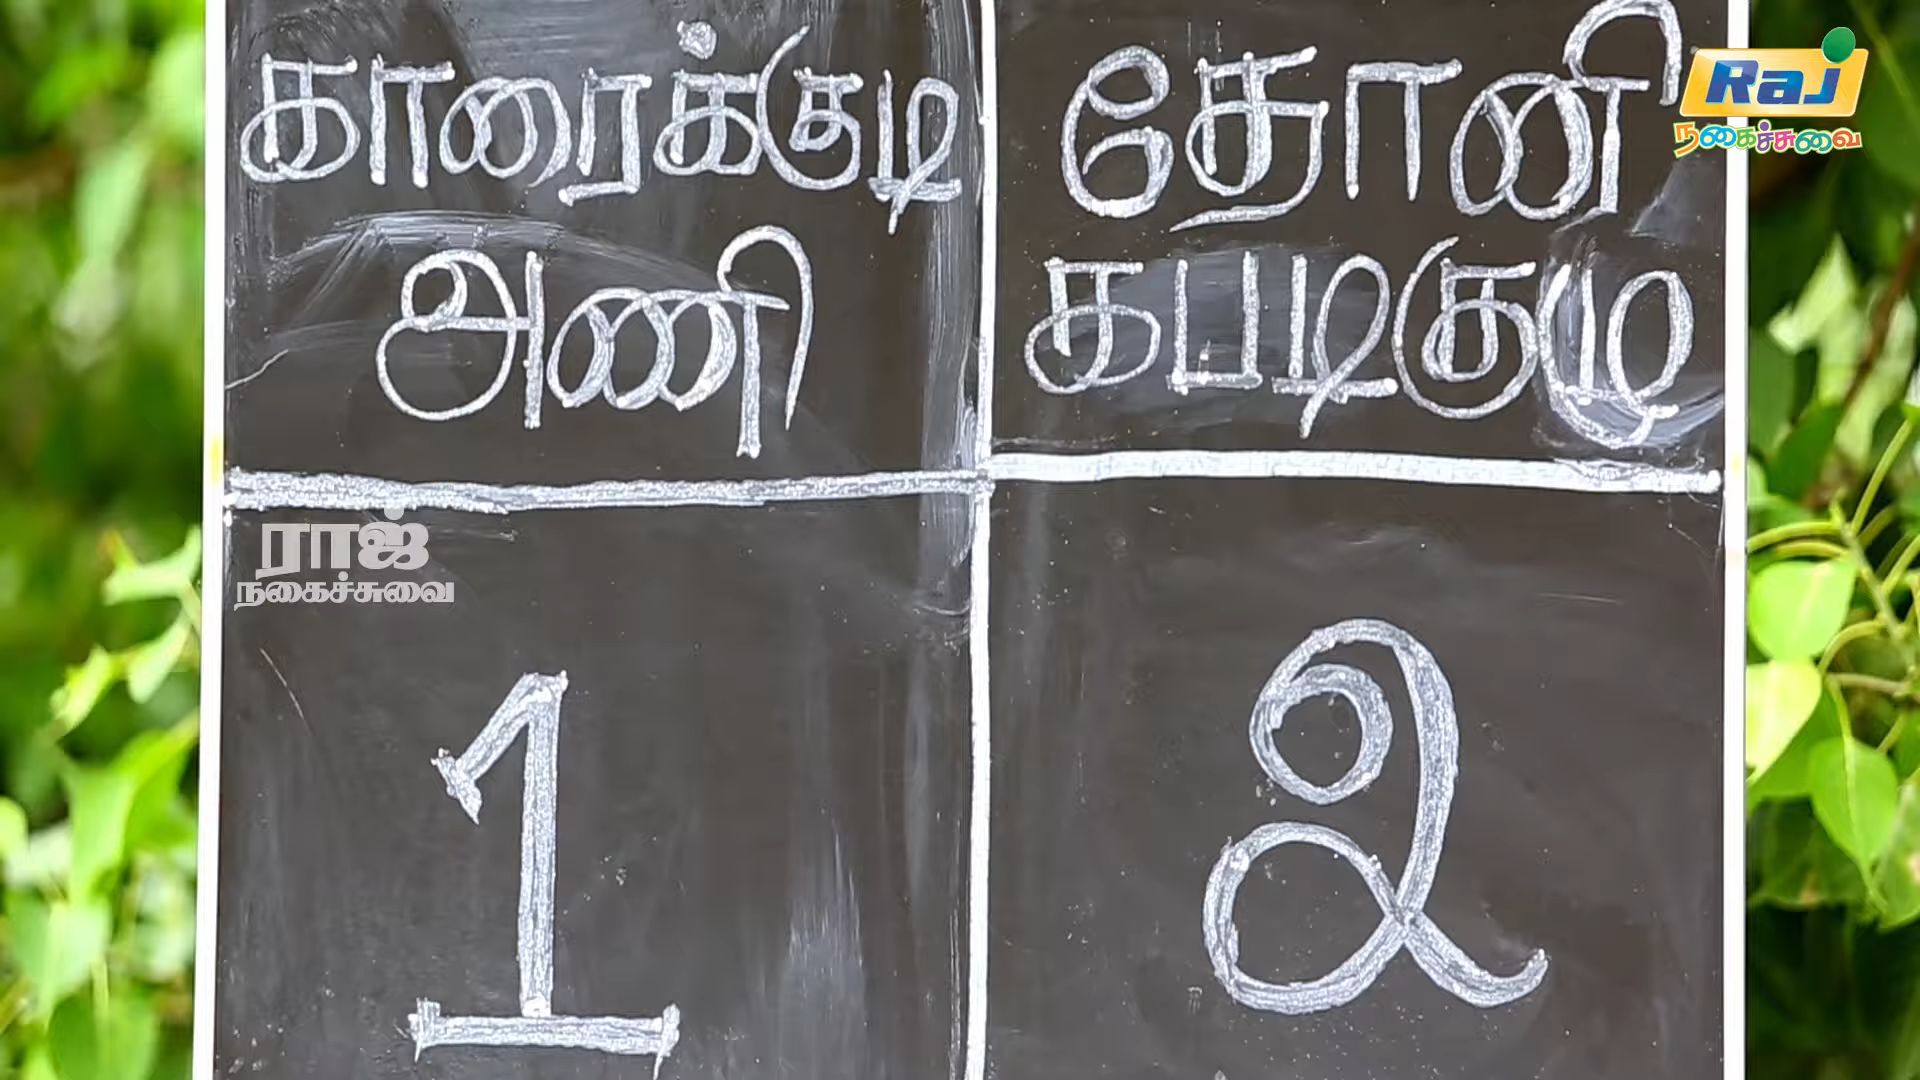 காரைக்குடி
அணி
தோனி
கபடிகுழு
1
2
Raj
நகைச்சுவை
ராஜ்
நகைச்சுவை